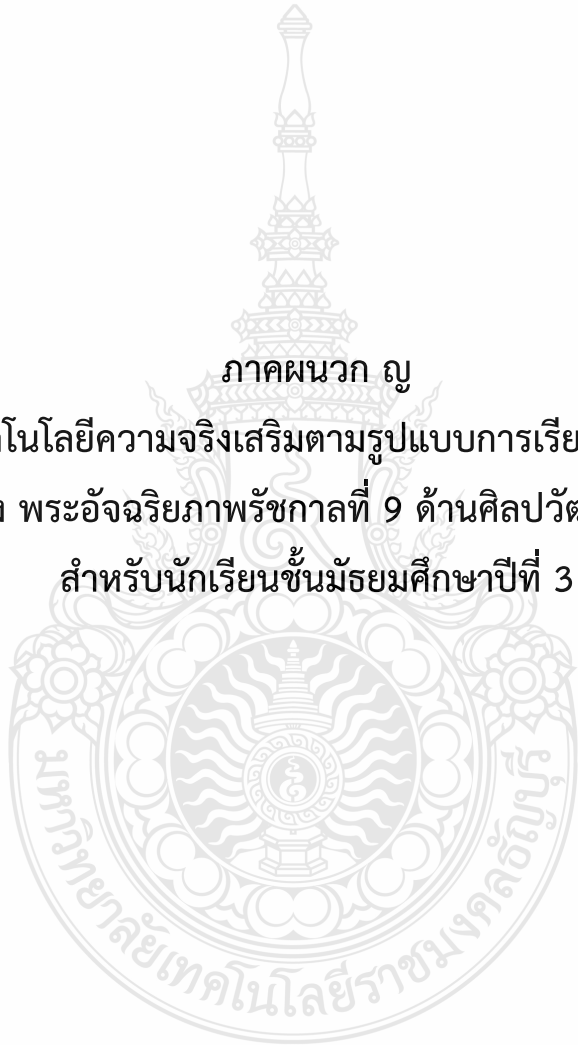 ภาคผนวก ญ
คโนโลยีความจริงเสริมตามรูปแบบการเรีย
ง พระอัจฉริยภาพรัชกาลที่ 9 ด้านศิลปวัฒ
สำหรับนักเรียนชั้นมัธยมศึกษาปีที่ 3
มหาวิทยาลัยเทคโนโลยีราชมงคลธัญบุรี